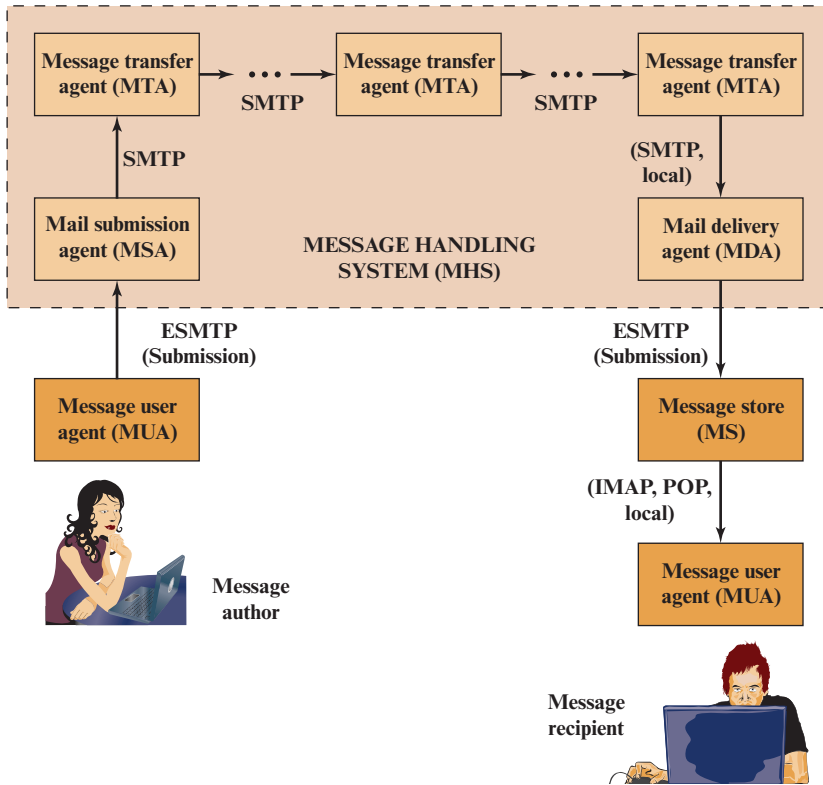 Message transfer
agent (MTA)
SMTP
Message transfer
agent (MTA)
SMTP
Message transfer
agent (MTA)
SMTP
(SMTP,
local)
Mail submission
agent (MSA)
MESSAGE HANDLING
SYSTEM (MHS)
Mail delivery
agent (MDA)
ESMTP
(Submission)
ESMTP
(Submission)
Message user
agent (MUA)
Message store
(MS)
(IMAP, POP,
local)
Message
author
Message user
agent (MUA)
Message
recipient